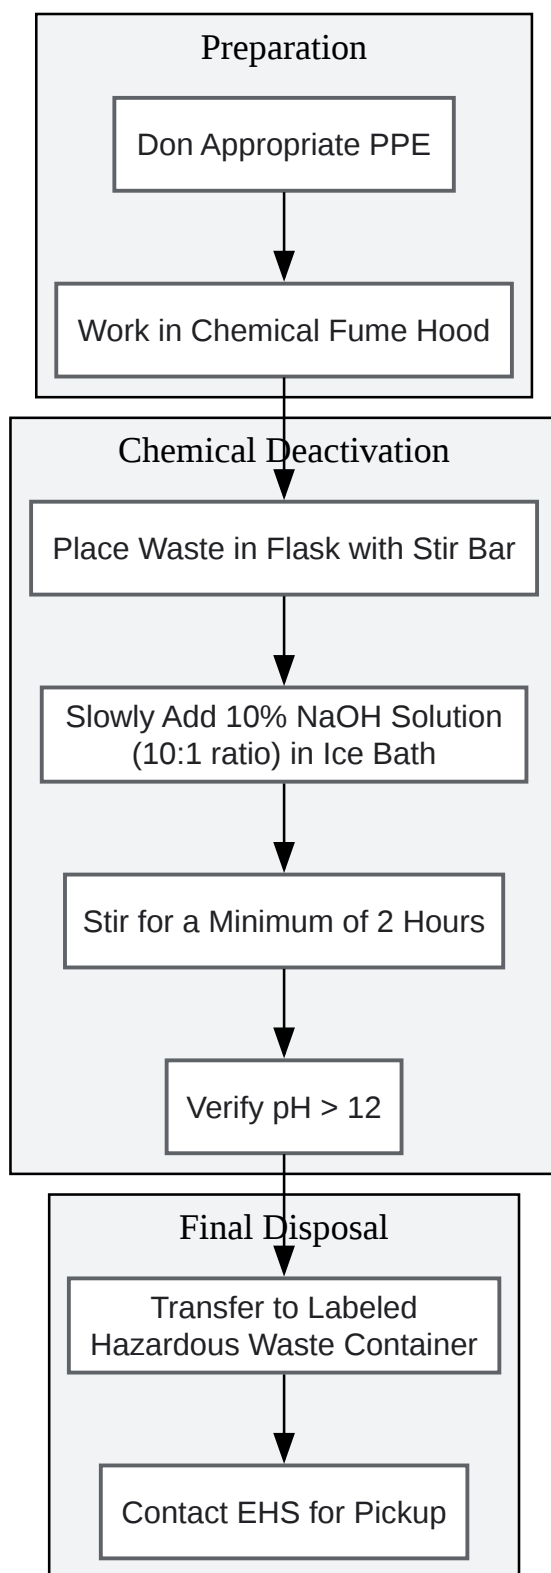 Preparation
Don Appropriate PPE
Work in Chemical Fume Hood
Chemical Deactivation
Place Waste in Flask with Stir Bar
Slowly Add 10% NaOH Solution
(10:1 ratio) in Ice Bath
Stir for a Minimum of 2 Hours
Verify pH > 12
Final Disposal
Transfer to Labeled
Hazardous Waste Container
Contact EHS for Pickup